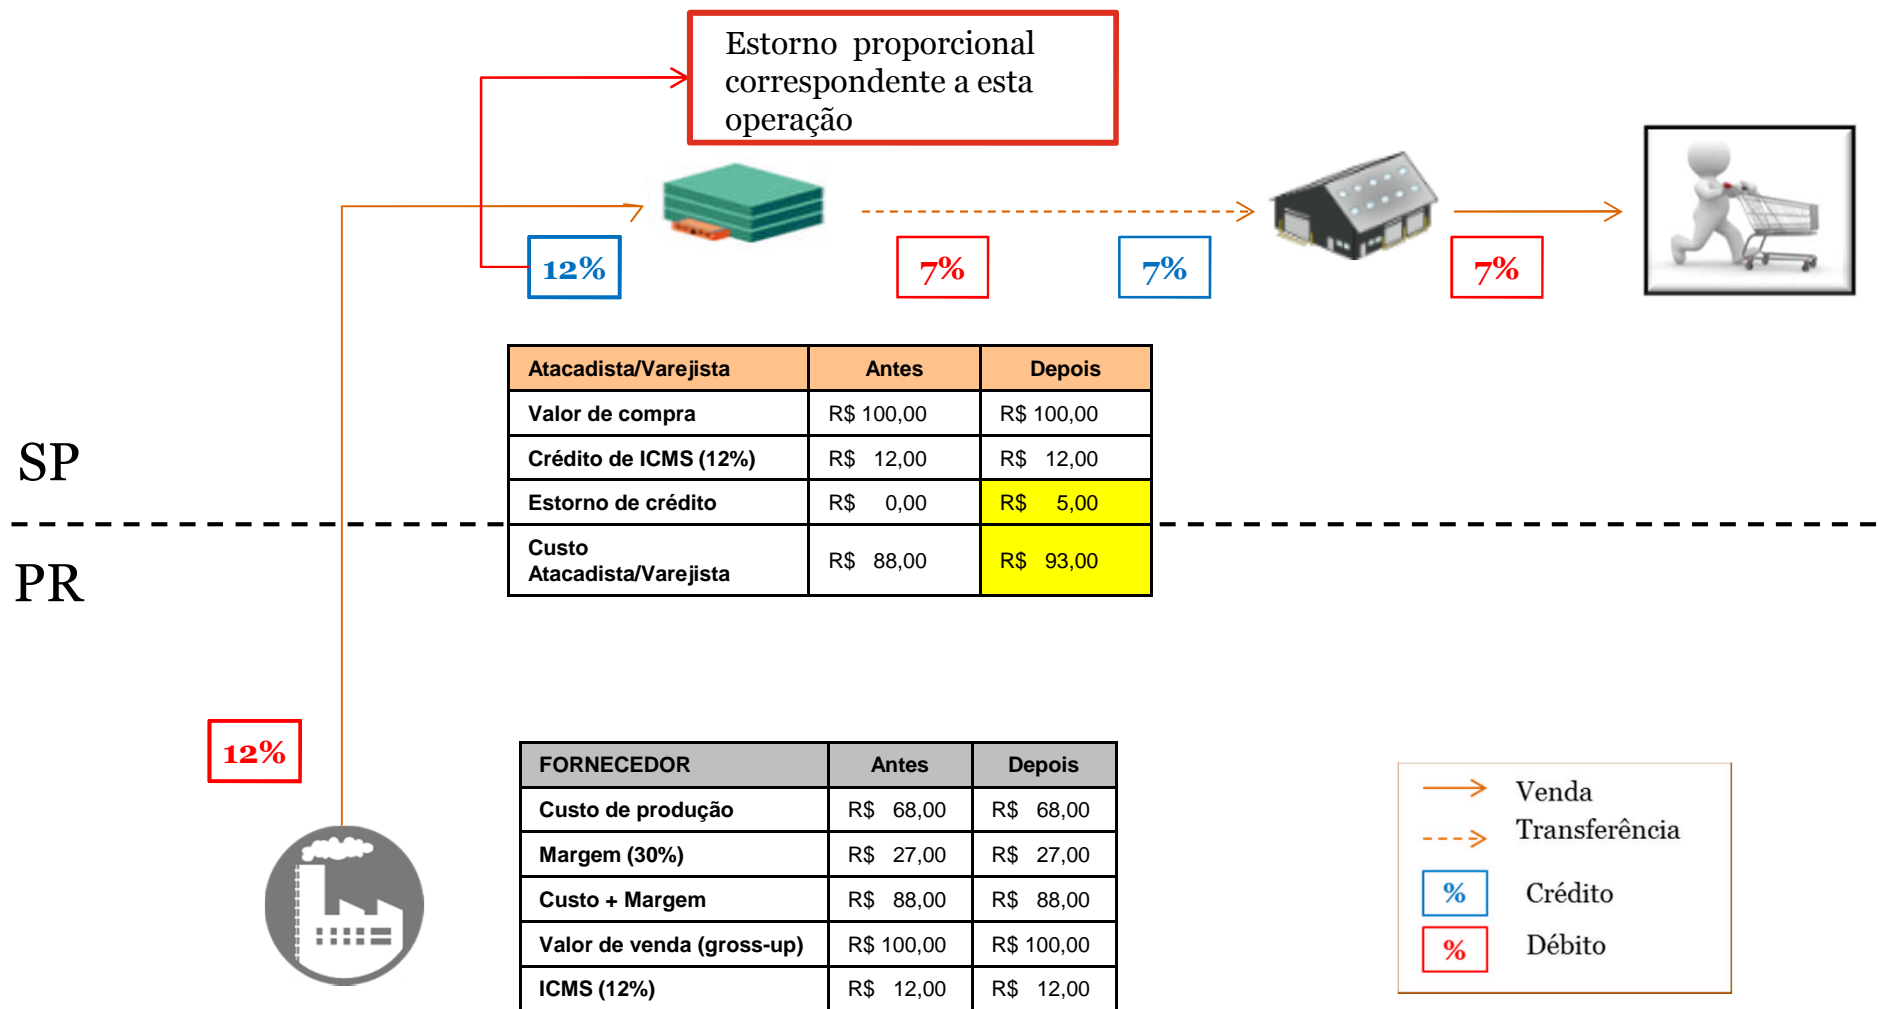 Estorno proporcional
correspondente a esta
operação
12%
7%
7%
7%
Atacadista/Varejista Antes Depois
Valor de compra R$ 100,00 R$ 100,00
Crédito de ICMS (12%) R$ 12,00 R$ 12,00
Estorno de crédito R$ 0,00 R$ 5,00
Custo
Atacadista/Varejista R$ 88,00 R$ 93,00
SP
PR
12%
FORNECEDOR Antes Depois
Custo de produção R$ 68,00 R$ 68,00
Margem (30%) R$ 27,00 R$ 27,00
Custo + Margem R$ 88,00 R$ 88,00
Valor de venda (gross-up) R$ 100,00 R$ 100,00
ICMS (12%) R$ 12,00 R$ 12,00
Venda
Transferência
% Crédito
% Débito